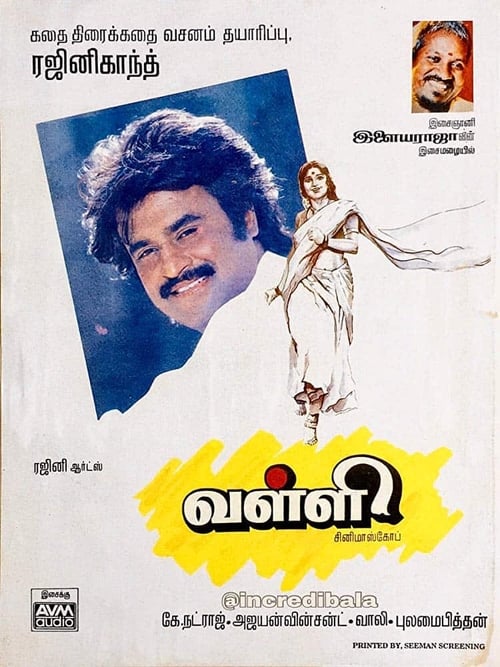 கதை திரைக்கதை வசனம் தயாரிப்பு,
ரஜினிகாந்த்
இசைஞானி
இளையராஜாவின்
இசைமழையில்
ரஜினி ஆர்ட்ஸ்
வள்ளி
சினிமாஸ்கோப்
இசைக்கு
AVM
audio
@incredibala
கே.நட்ராஜ்•அஜயன்வின்சன்ட்•வாலி•புலமைபித்தன்
PRINTED BY, SEEMAN SCREENING